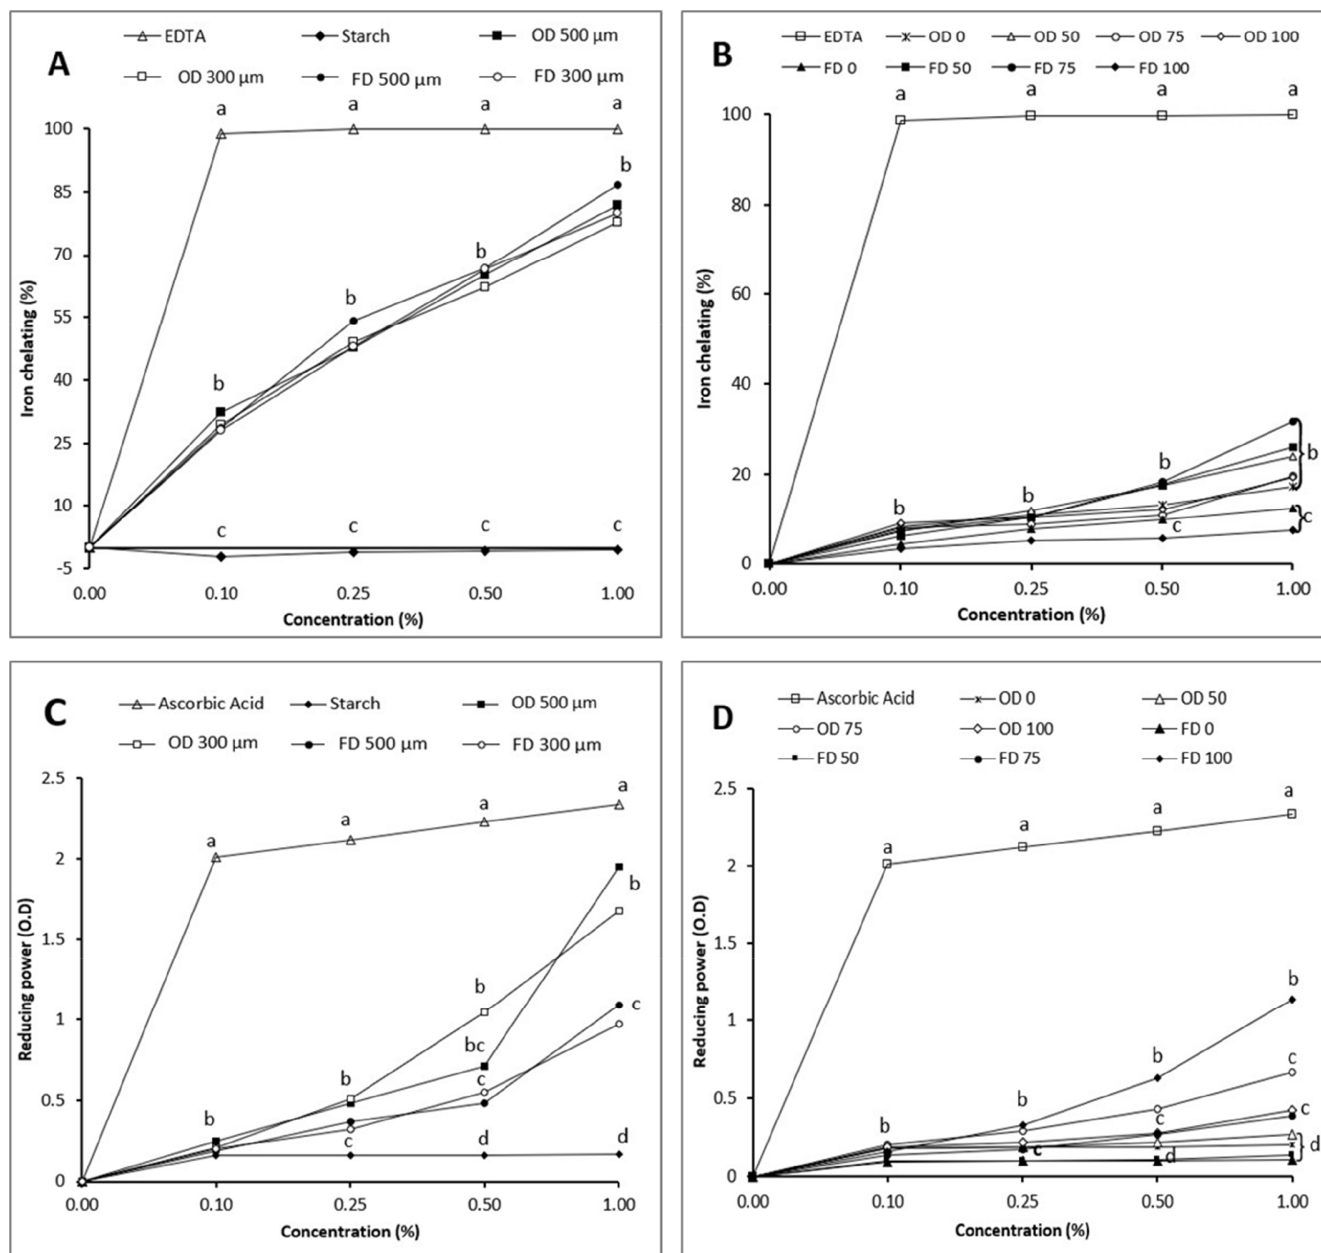 A
EDTA Starch OD 500 µm
OD 300 µm FD 500 µm FD 300 µm
a a a a
100
85
70
55
40
25
10
-5
b b b b
c c c c
0.00 0.10 0.25 0.50 1.00
Iron chelating (%)
Concentration (%)
B
EDTA OD 0 OD 50 OD 75 OD 100
FD 0 FD 50 FD 75 FD 100
a a a a
100
80
60
40
20
0
b b b b
c c
0.00 0.10 0.25 0.50 1.00
Iron chelating (%)
Concentration (%)
C
Ascorbic Acid Starch OD 500 µm
OD 300 µm FD 500 µm FD 300 µm
2.5
2
1.5
1
0.5
0
a a a a
b b b b
bc
c c c
d d
0.00 0.10 0.25 0.50 1.00
Reducing power (O.D)
Concentration (%)
D
Ascorbic Acid OD 0 OD 50
OD 75 OD 100 FD 0
FD 50 FD 75 FD 100
2.5
2
1.5
1
0.5
0
a a a a
b b b b
c c c c
d d
0.00 0.10 0.25 0.50 1.00
Reducing power (O.D)
Concentration (%)